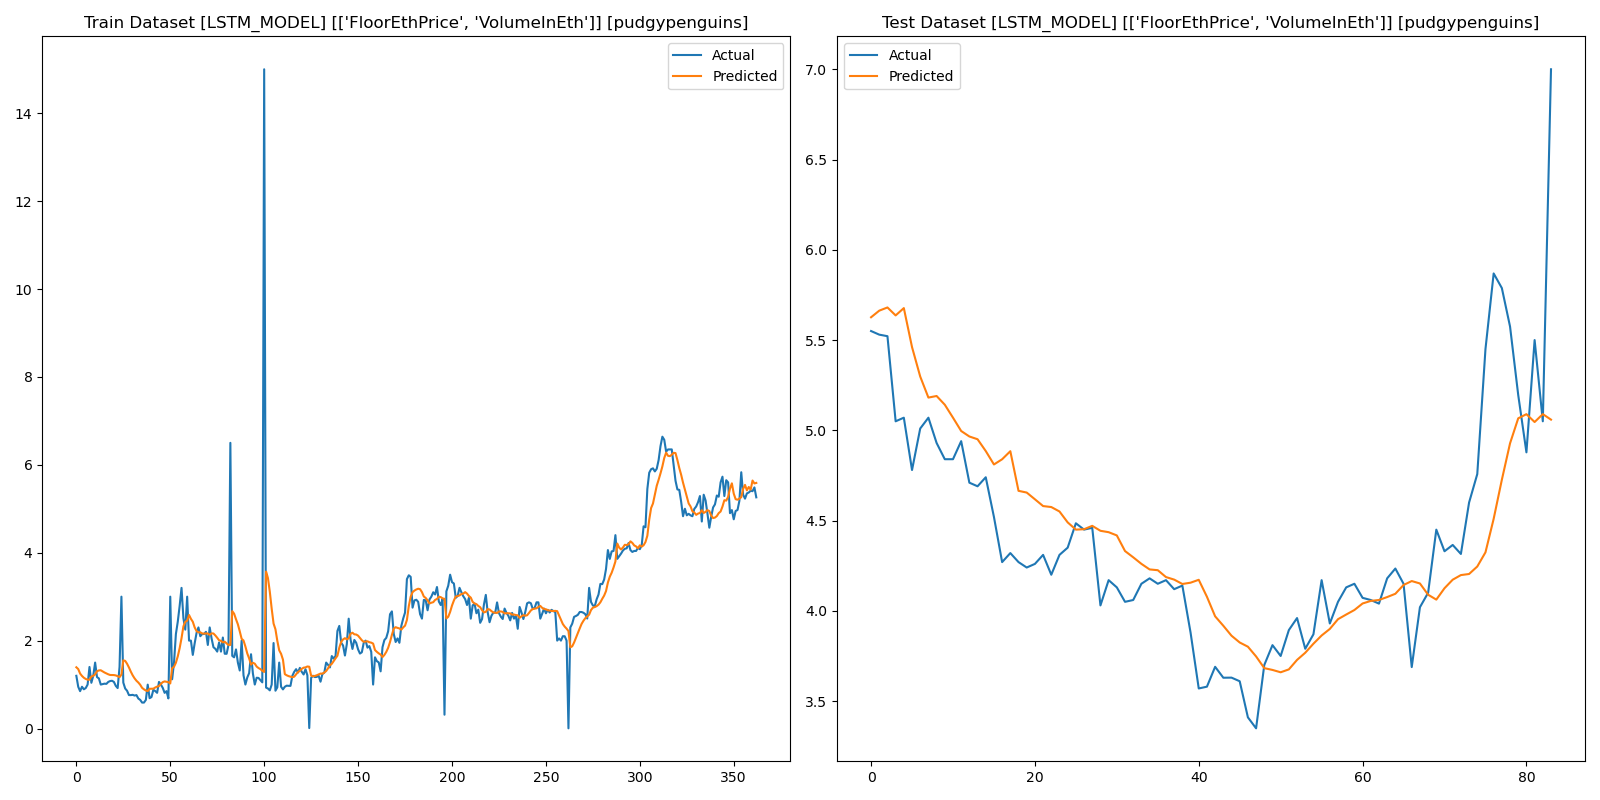 Train Dataset [LSTM_MODEL] [['FloorEthPrice', 'VolumeInEth']] [pudgypenguins]
Actual
Predicted
14
12
10
8
6
4
2
0
0 50 100 150 200 250 300 350
Test Dataset [LSTM_MODEL] [['FloorEthPrice', 'VolumeInEth']] [pudgypenguins]
Actual
Predicted
7.0
6.5
6.0
5.5
5.0
4.5
4.0
3.5
0 20 40 60 80